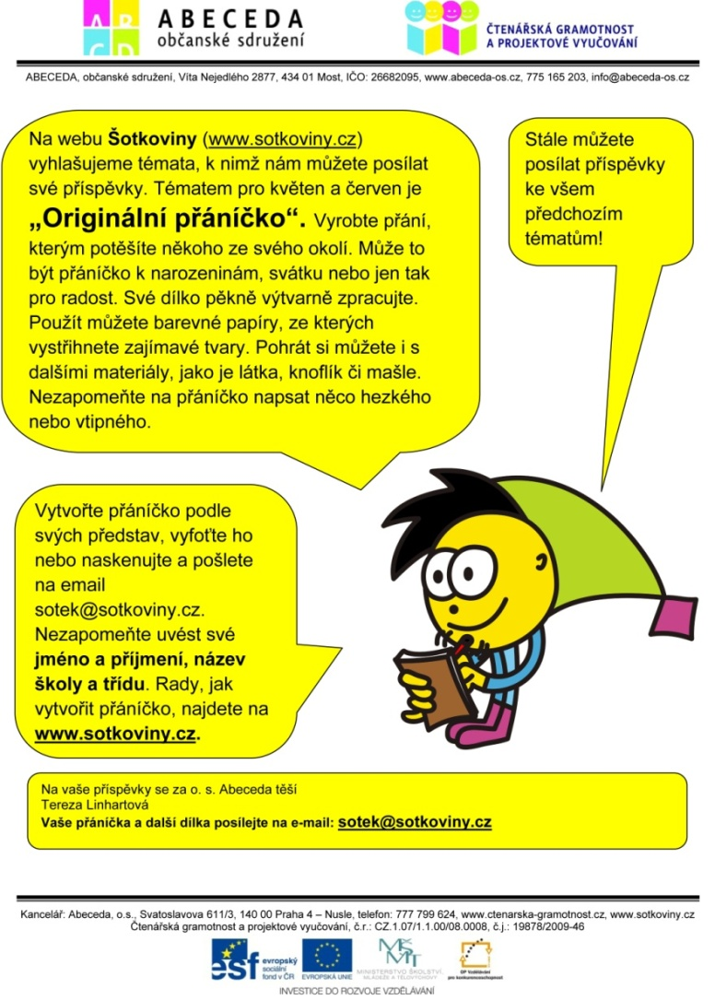 ABECEDA
občanské sdružení
ČTENÁŘSKÁ GRAMOTNOST
A PROJEKTOVÉ VYUČOVÁNÍ
ABECEDA, občanské sdružení, Víta Nejedlého 2877, 434 01 Most, IČO: 26682095, www.abeceda-os.cz, 775 165 203, info@abeceda-os.cz
Na webu Šotkoviny (www.sotkoviny.cz)
vyhlašujeme témata, k nimž nám můžete posílat
své příspěvky. Tématem pro květen a červen je
„Originální přáníčko“. Vyrobte přání,
kterým potěšíte někoho ze svého okolí. Může to
být přáníčko k narozeninám, svátku nebo jen tak
pro radost. Své dílko pěkně výtvarně zpracujte.
Použít můžete barevné papíry, ze kterých
vystřihnete zajímavé tvary. Pohrát si můžete i s
dalšími materiály, jako je látka, knoflík či mašle.
Nezapomeňte na přáníčko napsat něco hezkého
nebo vtipného.
Stále můžete
posílat příspěvky
ke všem
předchozím
tématům!
Vytvořte přáníčko podle
svých představ, vyfoťte ho
nebo naskenujte a pošlete
na email
sotek@sotkoviny.cz.
Nezapomeňte uvést své
jméno a příjmení, název
školy a třídu. Rady, jak
vytvořit přáníčko, najdete na
www.sotkoviny.cz.
Na vaše příspěvky se za o. s. Abeceda těší
Tereza Linhartová
Vaše přáníčka a další dílka posílejte na e-mail: sotek@sotkoviny.cz
Kancelář: Abeceda, o.s., Svatoslavova 611/3, 140 00 Praha 4 – Nusle, telefon: 777 799 624, www.ctenarska-gramotnost.cz, www.sotkoviny.cz
Čtenářská gramotnost a projektové vyučování, č.r.: CZ.1.07/1.1.00/08.0008, č.j.: 19878/2009-46
esf evropský
sociální
fond v ČR
EVROPSKÁ UNIE
MINISTERSTVO ŠKOLSTVÍ,
MLÁDEŽE A TĚLOVÝCHOVY
OP Vzdělávání
pro konkurenceschopnost
INVESTICE DO ROZVOJE VZDĚLÁVÁNÍ